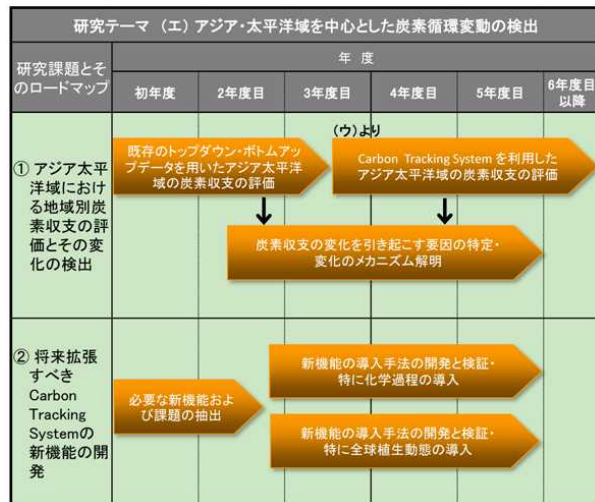 研究テーマ （エ）アジア・太平洋域を中心とした炭素循環変動の検出
研究課題とそ
のロードマップ
年 度
初年度
2年度目
3年度目
4年度目
5年度目
6年度目
以降
① アジア太平
洋域におけ
る地域別炭
素収支の評
価とその変
化の検出
既存のトップダウン・ボトムアッ
プデータを用いたアジア太平洋
域の炭素収支の評価
（ウ）より
Carbon Tracking System を利用した
アジア太平洋域の炭素収支の評価
炭素収支の変化を引き起こす要因の特定・
変化のメカニズム解明
② 将来拡張
すべき
Carbon
Tracking
Systemの
新機能の開
発
必要な新機能およ
び課題の抽出
新機能の導入手法の開発と検証・
特に化学過程の導入
新機能の導入手法の開発と検証・
特に全球植生動態の導入